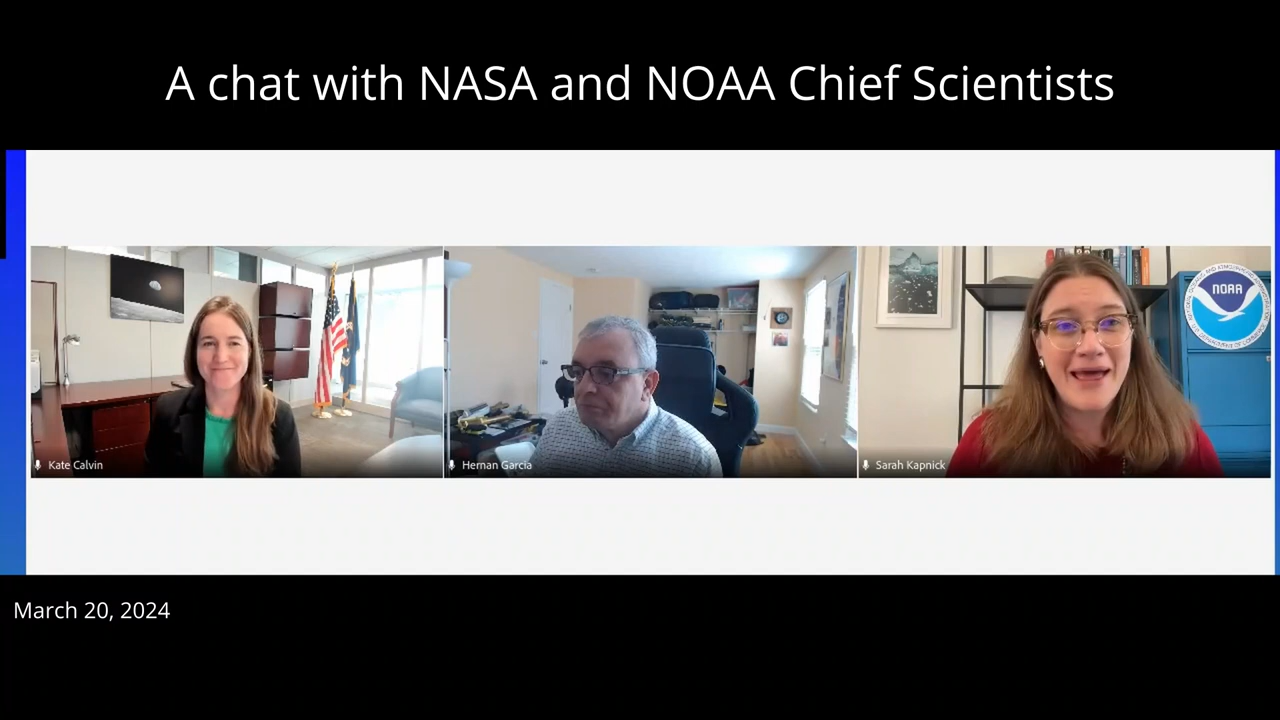 A chat with NASA and NOAA Chief Scientists
NOAA
Kate Calvin
Hernan Garcia
Sarah Kapnick
March 20, 2024